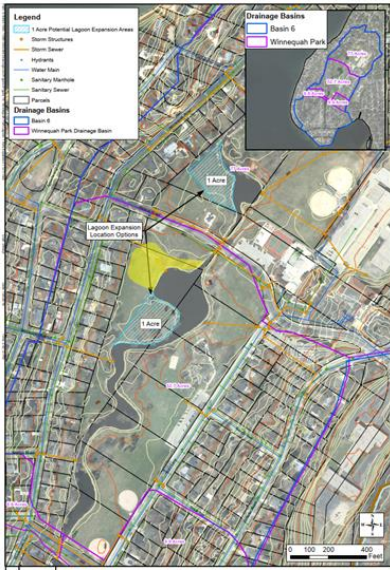 Legend
1 Acre Potential Lagoon Expansion Areas
Storm Structures
Storm Sewer
Hydrants
Water Main
Sanitary Manhole
Sanitary Sewer
Parcels
Drainage Basins
Basin 6
Winnequah Park Drainage Basin
Drainage Basins
Basin 6
Winnequah Park
1 Acre
Lagoon Expansion
Location Options
1 Acre
0 100 200 400
Feet